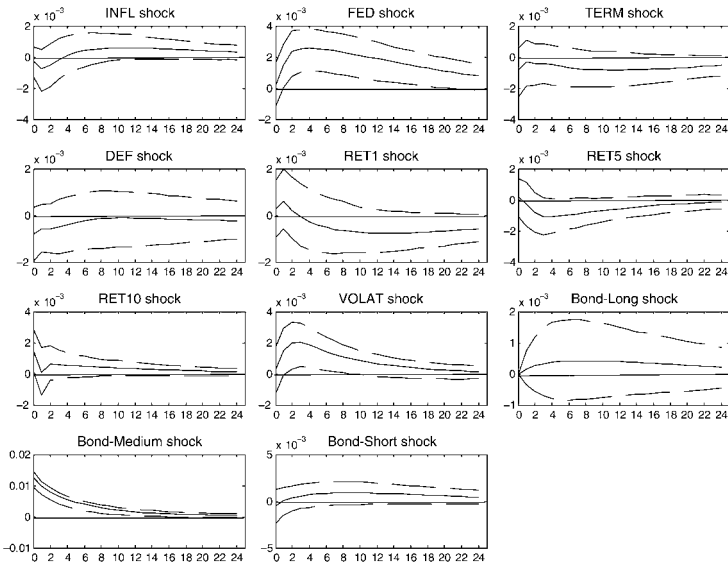 INFL shock FED shock TERM shock
x 10⁻³ x 10⁻³ x 10⁻³
2 4 2
0 2 0
-2 0 -2
-4 -2 -4
0 2 4 6 8 10 12 14 16 18 20 22 24 0 2 4 6 8 10 12 14 16 18 20 22 24 0 2 4 6 8 10 12 14 16 18 20 22 24
DEF shock RET1 shock RET5 shock
x 10⁻³ x 10⁻³ x 10⁻³
2 2 2
0 0 0
-2
-2 -2 -4
0 2 4 6 8 10 12 14 16 18 20 22 24 0 2 4 6 8 10 12 14 16 18 20 22 24 0 2 4 6 8 10 12 14 16 18 20 22 24
RET10 shock VOLAT shock Bond-Long shock
x 10⁻³ x 10⁻³ x 10⁻³
4 4 2
2 2 1
0 0 0
-2 -2 -1
0 2 4 6 8 10 12 14 16 18 20 22 24 0 2 4 6 8 10 12 14 16 18 20 22 24 0 2 4 6 8 10 12 14 16 18 20 22 24
Bond-Medium shock Bond-Short shock
x 10⁻³
0.02 5
0.01
0 0
-0.01 -5
0 2 4 6 8 10 12 14 16 18 20 22 24 0 2 4 6 8 10 12 14 16 18 20 22 24